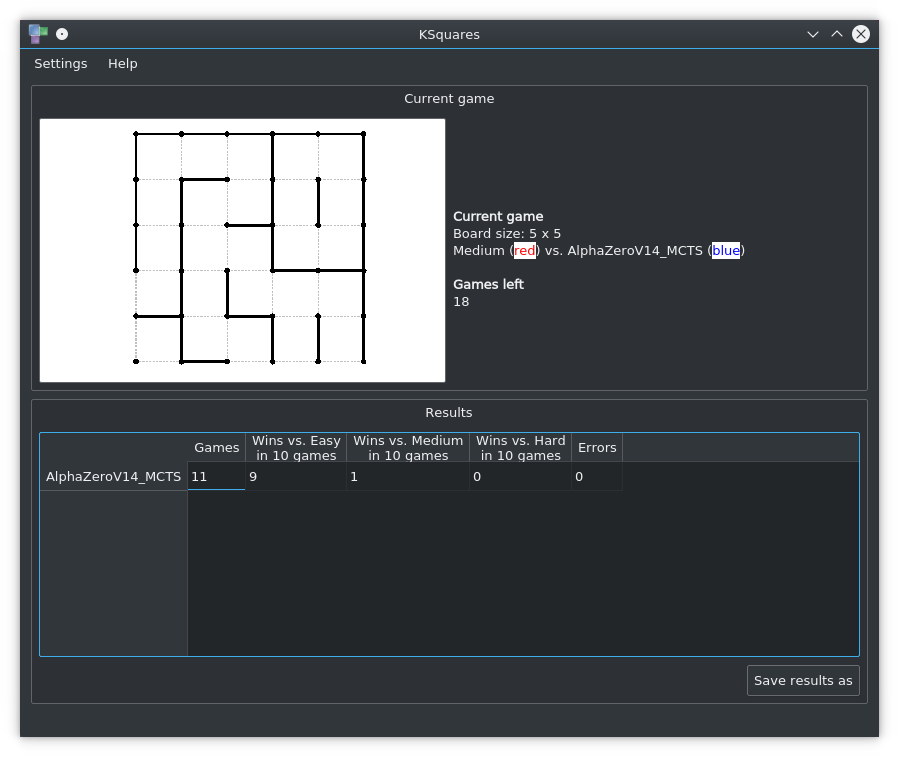 KSquares
Settings Help
Current game
Current game
Board size: 5 x 5
Medium (red) vs. AlphaZeroV14_MCTS (blue)
Games left
18
Results
Games Wins vs. Easy in 10 games Wins vs. Medium in 10 games Wins vs. Hard in 10 games Errors
AlphaZeroV14_MCTS 11 9 1 0 0
Save results as